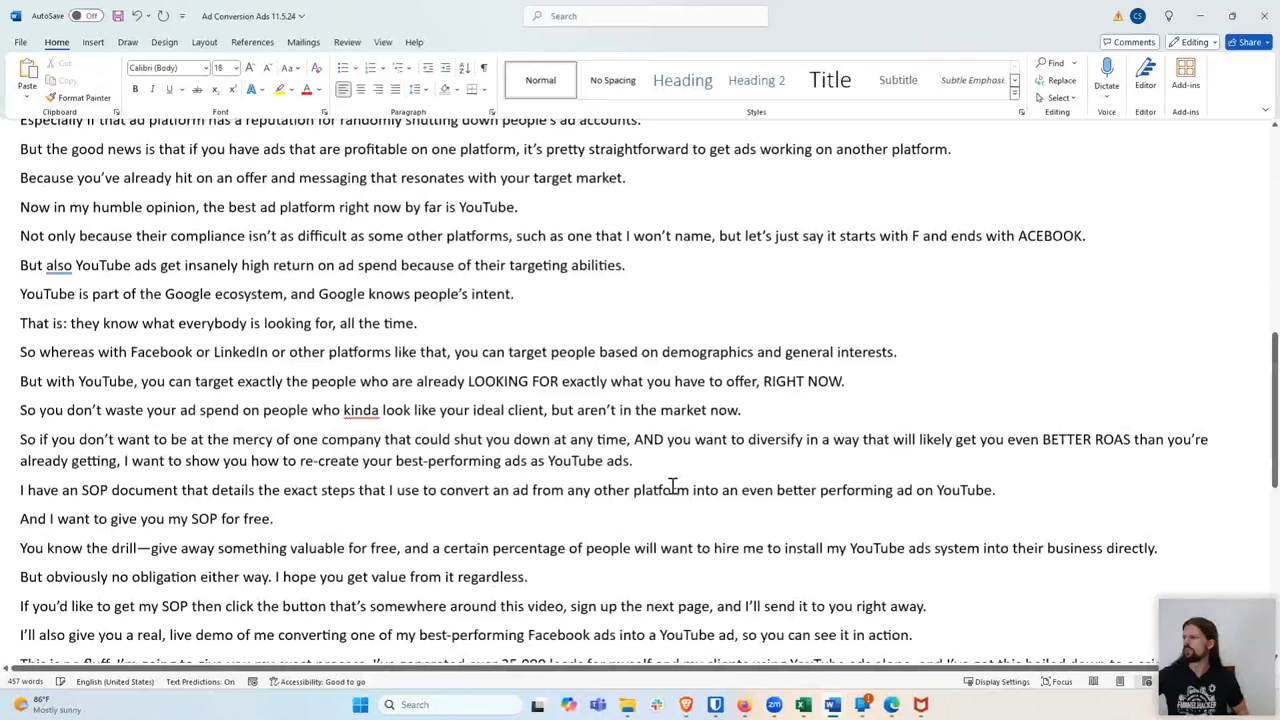 AutoSave Off Ad Conversion Ads 11.5.24 Search CS
File Home Insert Draw Design Layout References Mailings Review View Help Comments Editing Share
Paste Cut Copy Format Painter Calibri (Body) 18 Normal No Spacing Heading Heading 2 Title Subtitle Subtle Emphasi Find Replace Select Dictate Editor Add-ins
Clipboard Font Paragraph Styles Editing Voice Editor Add-ins
Especially if that ad platform has a reputation for randomly shutting down people's ad accounts.
But the good news is that if you have ads that are profitable on one platform, it's pretty straightforward to get ads working on another platform.
Because you've already hit on an offer and messaging that resonates with your target market.
Now in my humble opinion, the best ad platform right now by far is YouTube.
Not only because their compliance isn't as difficult as some other platforms, such as one that I won't name, but let's just say it starts with F and ends with ACEBOOK.
But also YouTube ads get insanely high return on ad spend because of their targeting abilities.
YouTube is part of the Google ecosystem, and Google knows people's intent.
That is: they know what everybody is looking for, all the time.
So whereas with Facebook or LinkedIn or other platforms like that, you can target people based on demographics and general interests.
But with YouTube, you can target exactly the people who are already LOOKING FOR exactly what you have to offer, RIGHT NOW.
So you don't waste your ad spend on people who kinda look like your ideal client, but aren't in the market now.
So if you don't want to be at the mercy of one company that could shut you down at any time, AND you want to diversify in a way that will likely get you even BETTER ROAS than you're
already getting, I want to show you how to re-create your best-performing ads as YouTube ads.
I have an SOP document that details the exact steps that I use to convert an ad from any other platform into an even better performing ad on YouTube.
And I want to give you my SOP for free.
You know the drill—give away something valuable for free, and a certain percentage of people will want to hire me to install my YouTube ads system into their business directly.
But obviously no obligation either way. I hope you get value from it regardless.
If you'd like to get my SOP then click the button that's somewhere around this video, sign up the next page, and I'll send it to you right away.
I'll also give you a real, live demo of me converting one of my best-performing Facebook ads into a YouTube ad, so you can see it in action.
457 words English (United States) Text Predictions: On Accessibility: Good to go Display Settings Focus
86°F
Mostly sunny
Search
FUNNELHACKER